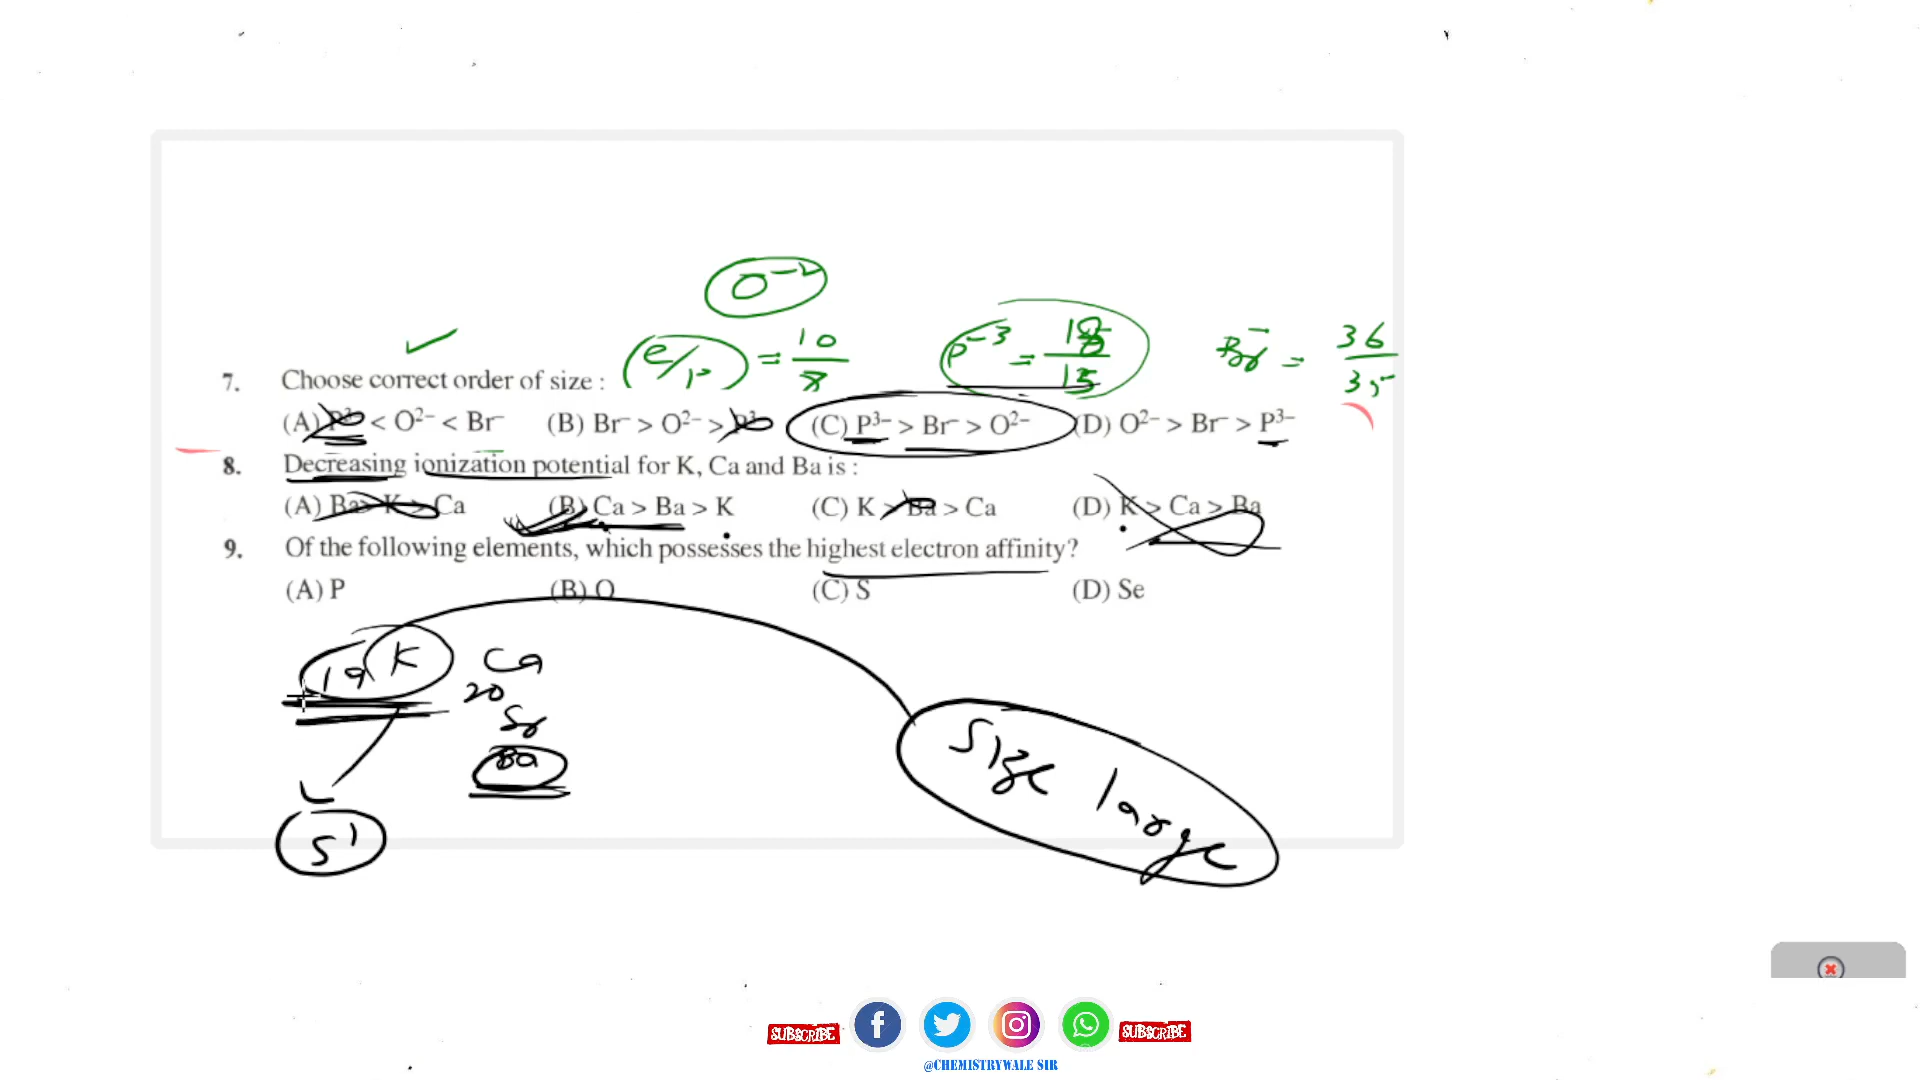 O⁻²
(e/p) = 10/8 P⁻³ = 18/15 Br⁻ = 36/35
7. Choose correct order of size :
(A) P³⁻ < O²⁻ < Br⁻ (B) Br⁻ > O²⁻ > P³⁻ (C) P³⁻ > Br⁻ > O²⁻ (D) O²⁻ > Br⁻ > P³⁻
8. Decreasing ionization potential for K, Ca and Ba is :
(A) Ba > K > Ca (B) Ca > Ba > K (C) K > Ba > Ca (D) K > Ca > Ba
9. Of the following elements, which possesses the highest electron affinity?
(A) P (B) O (C) S (D) Se
19 K Ca
20
Sr
Ba
Size large
S¹
SUBSCRIBE f SUBSCRIBE
@CHEMISTRYWALE SIR